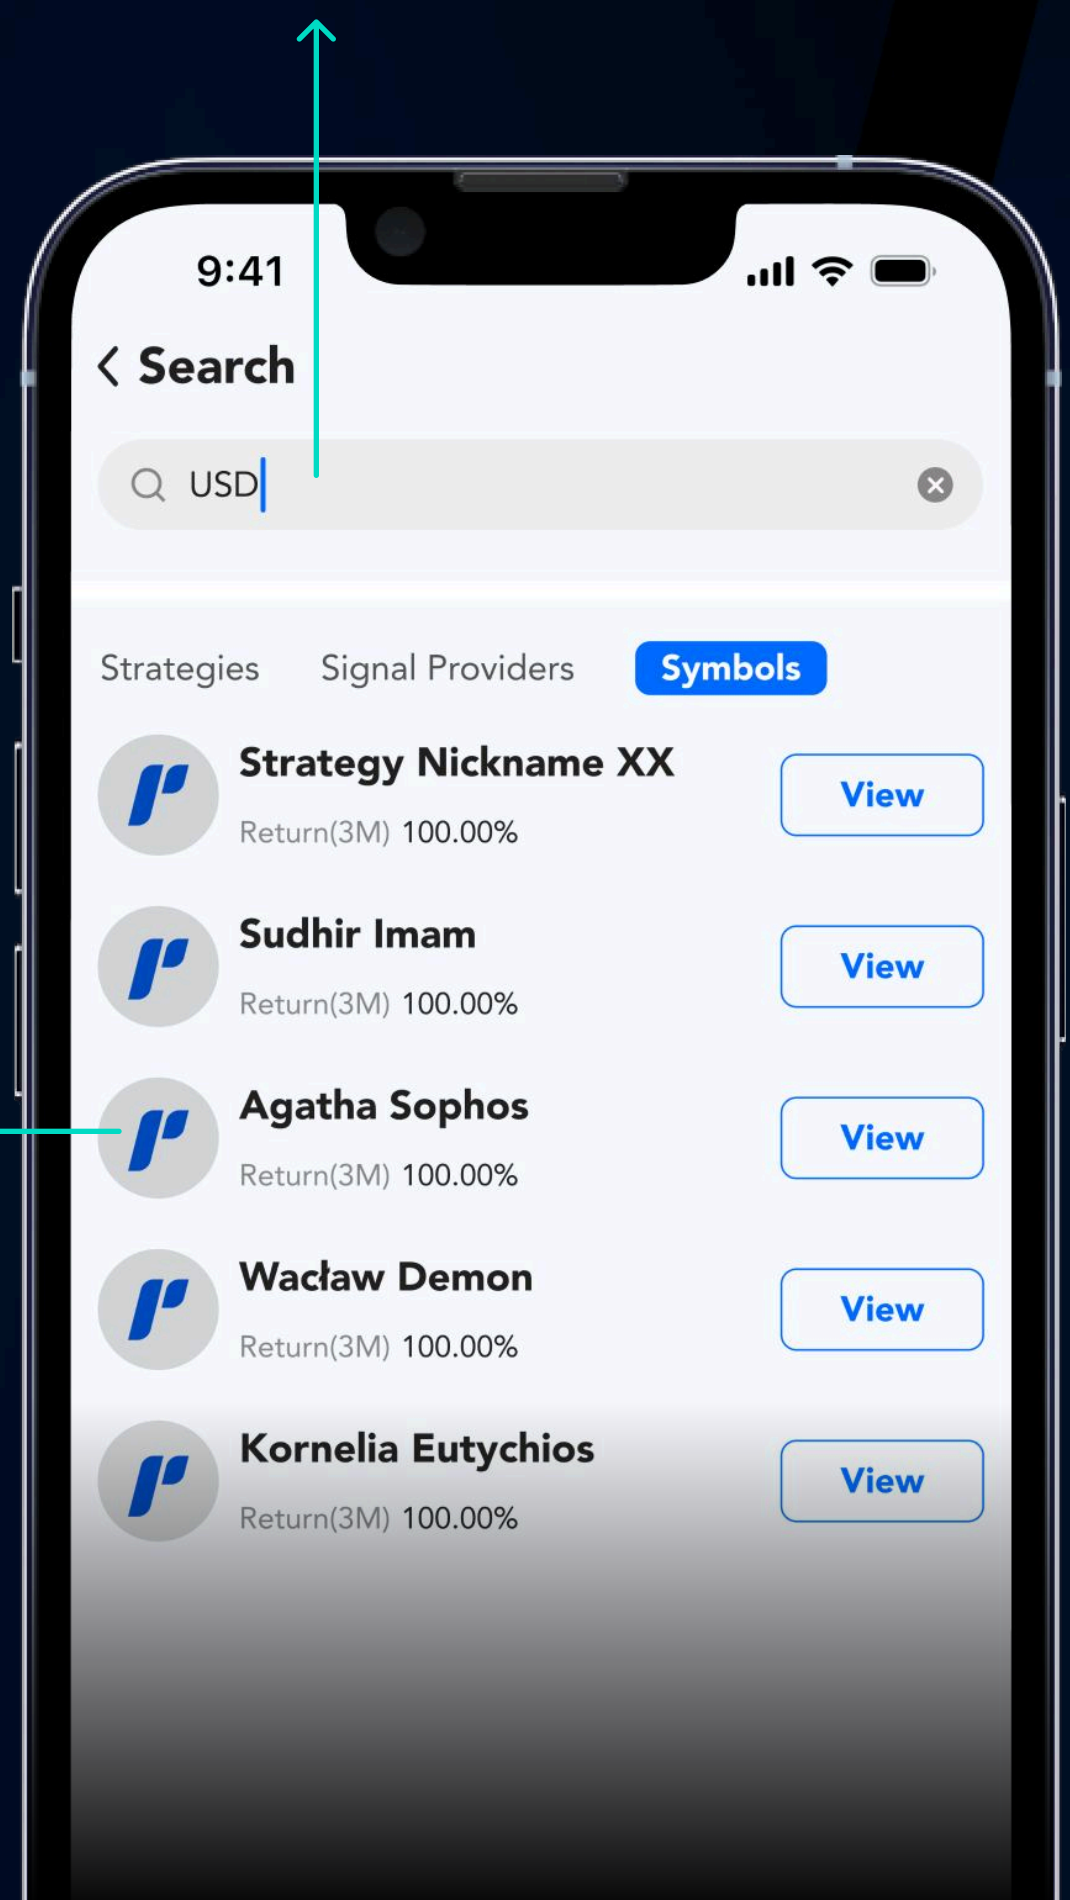 9:41
Search
USD
Strategies Signal Providers Symbols
Strategy Nickname XX
Return(3M) 100.00%
View
Sudhir Imam
Return(3M) 100.00%
View
Agatha Sophos
Return(3M) 100.00%
View
Wacław Demon
Return(3M) 100.00%
View
Kornelia Eutychios
Return(3M) 100.00%
View